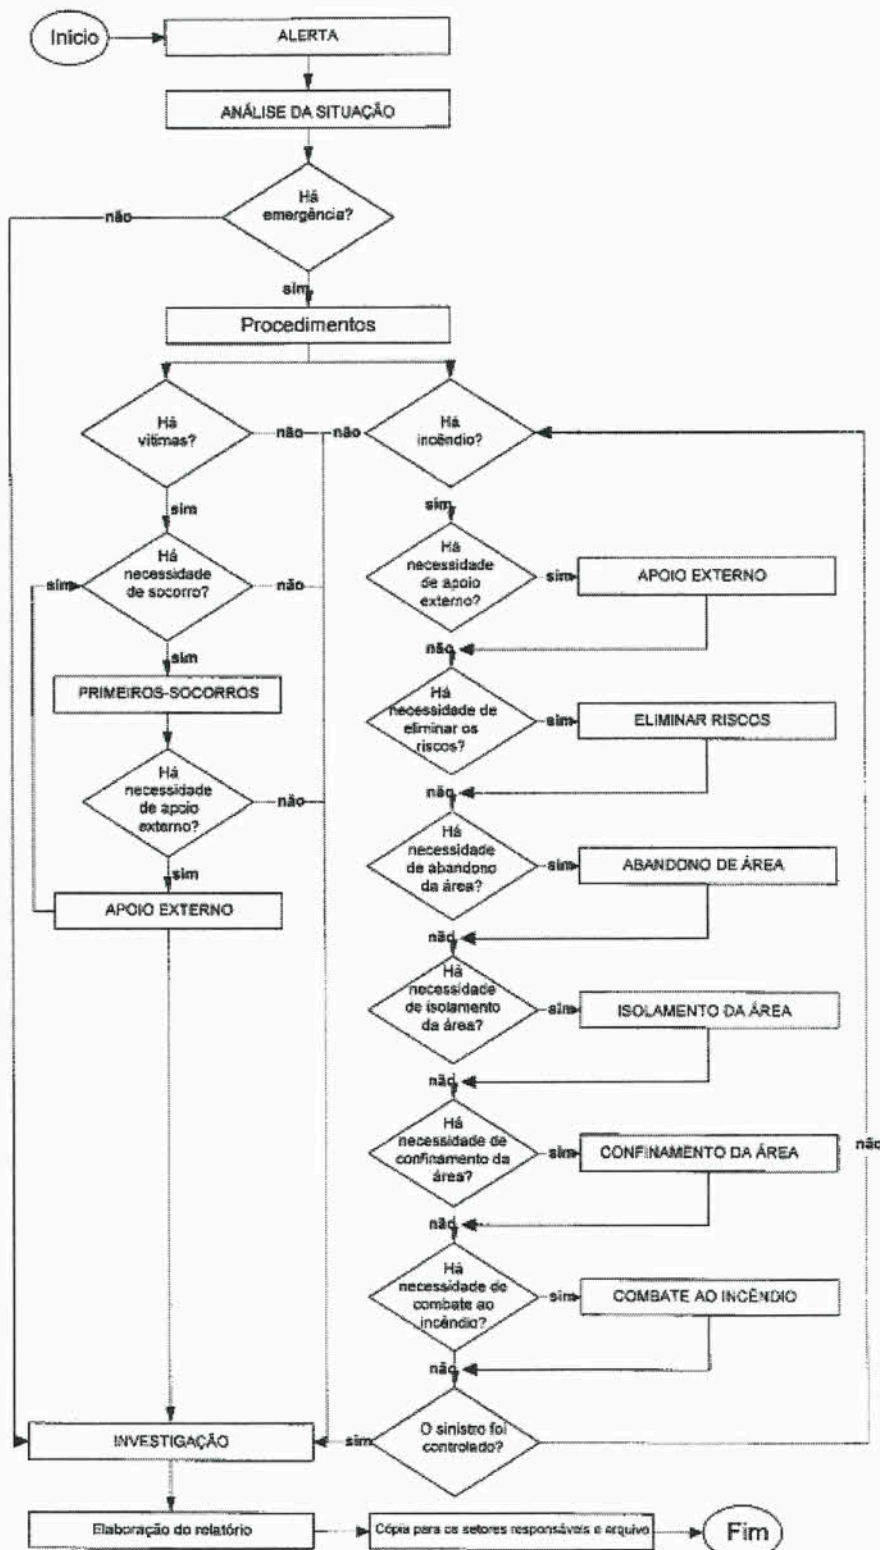 Início
ALERTA
ANÁLISE DA SITUAÇÃO
Há
emergência?
não
sim
Procedimentos
Há
vítimas?
não
não
Há
incêndio?
sim
sim
Há
necessidade
de socorro?
sim
não
Há
necessidade
de apoio
externo?
sim
APOIO EXTERNO
sim
não
PRIMEIROS-SOCORROS
Há
necessidade de
eliminar os
riscos?
sim
ELIMINAR RISCOS
Há
necessidade
de apoio
externo?
não
não
sim
Há
necessidade
de abandono
da área?
sim
ABANDONO DE ÁREA
APOIO EXTERNO
não
Há
necessidade
de isolamento
da área?
sim
ISOLAMENTO DA ÁREA
não
Há
necessidade de
confinamento da
área?
sim
CONFINAMENTO DA ÁREA
não
não
Há
necessidade de
combate ao
incêndio?
sim
COMBATE AO INCÊNDIO
não
O sinistro foi
controlado?
sim
INVESTIGAÇÃO
Elaboração do relatório
Cópia para os setores responsáveis e arquivo
Fim